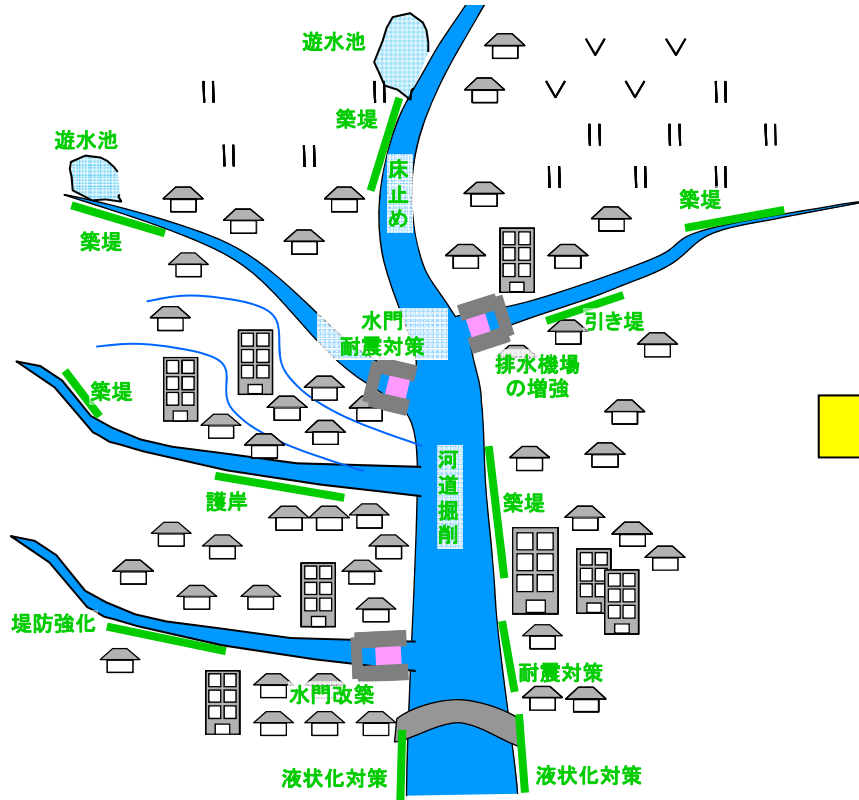 遊水池
築堤
遊水池
床止め
築堤
築堤
水門
耐震対策
引き堤
排水機場
の増強
築堤
河道掘削
護岸
築堤
堤防強化
水門改築
耐震対策
液状化対策
液状化対策